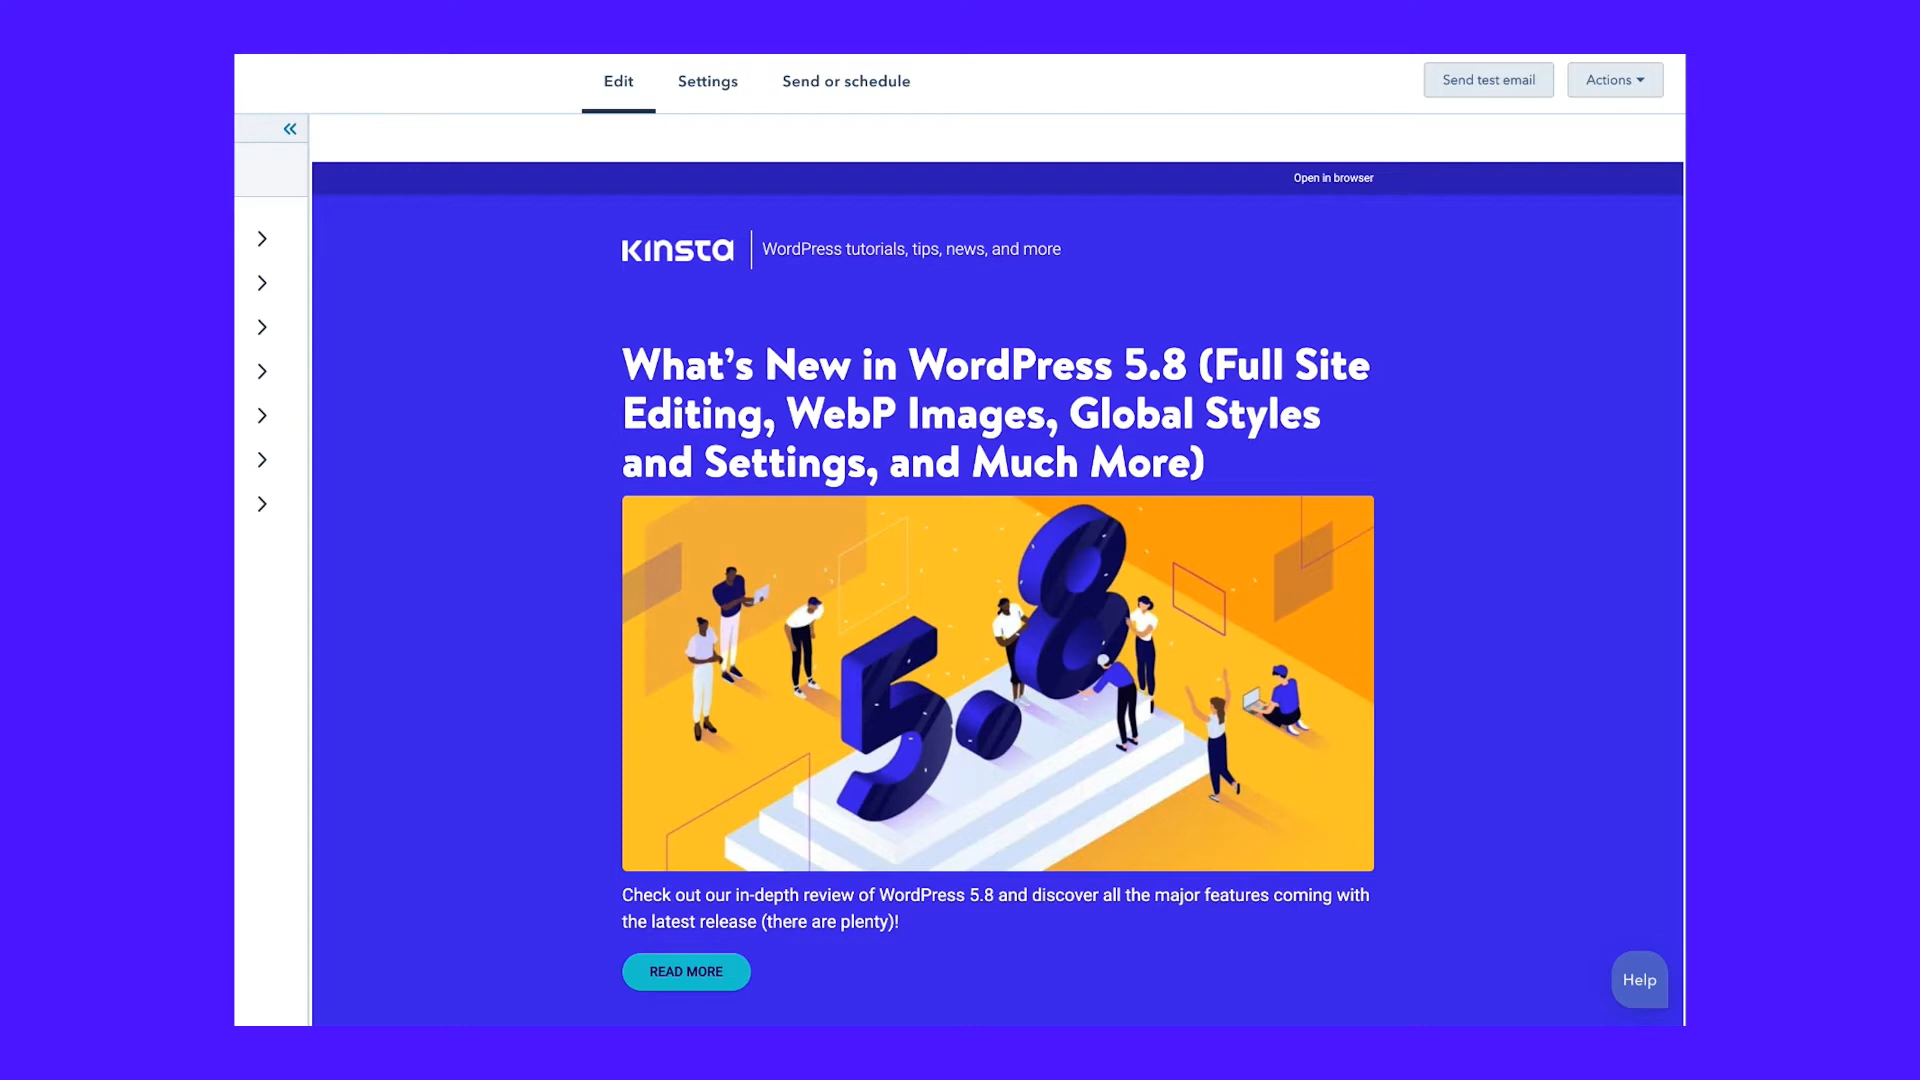 Edit Settings Send or schedule Send test email Actions
Open in browser
KINSTA WordPress tutorials, tips, news, and more
What's New in WordPress 5.8 (Full Site
Editing, WebP Images, Global Styles
and Settings, and Much More)
5.8
Check out our in-depth review of WordPress 5.8 and discover all the major features coming with
the latest release (there are plenty)!
READ MORE
Help